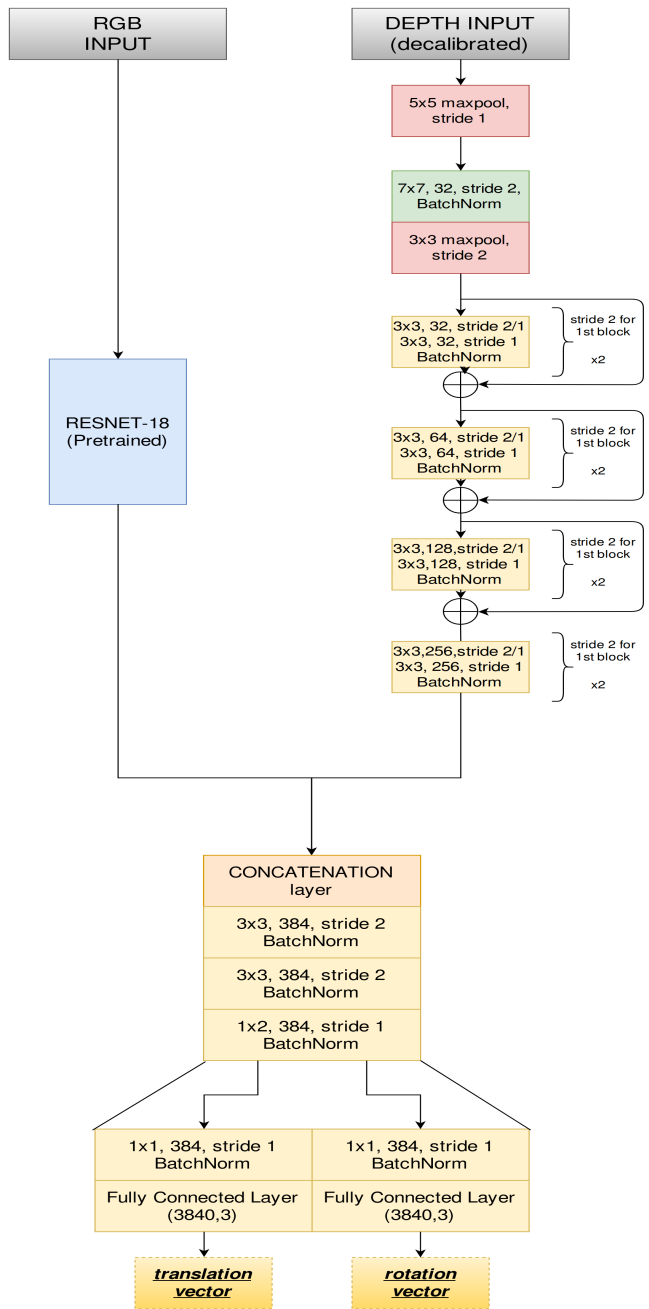 RGB
INPUT
DEPTH INPUT
(decalibrated)
5x5 maxpool,
stride 1
7x7, 32, stride 2,
BatchNorm
3x3 maxpool,
stride 2
3x3, 32, stride 2/1
3x3, 32, stride 1
BatchNorm
stride 2 for
1st block
x2
RESNET-18
(Pretrained)
3x3, 64, stride 2/1
3x3, 64, stride 1
BatchNorm
stride 2 for
1st block
x2
3x3,128,stride 2/1
3x3,128, stride 1
BatchNorm
stride 2 for
1st block
x2
3x3,256,stride 2/1
3x3, 256, stride 1
BatchNorm
stride 2 for
1st block
x2
CONCATENATION
layer
3x3, 384, stride 2
BatchNorm
3x3, 384, stride 2
BatchNorm
1x2, 384, stride 1
BatchNorm
1x1, 384, stride 1
BatchNorm
Fully Connected Layer
(3840,3)
1x1, 384, stride 1
BatchNorm
Fully Connected Layer
(3840,3)
translation
vector
rotation
vector